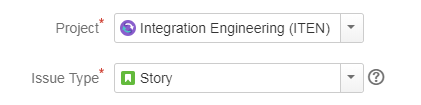 Project* Integration Engineering (ITEN)
Issue Type* Story ?